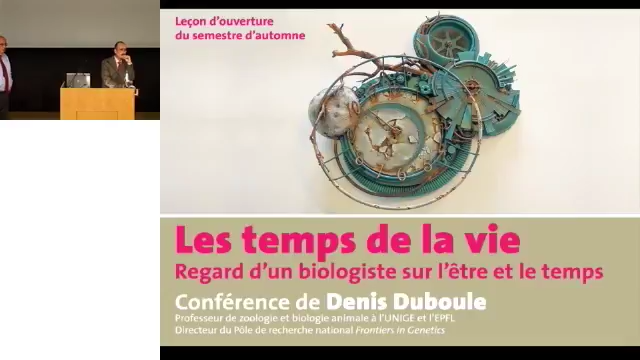 Leçon d'ouverture
du semestre d'automne
Les temps de la vie
Regard d'un biologiste sur l'être et le temps
Conférence de Denis Duboule
Professeur de zoologie et biologie animale à l'UNIGE et l'EPFL
Directeur du Pôle de recherche national Frontiers in Genetics